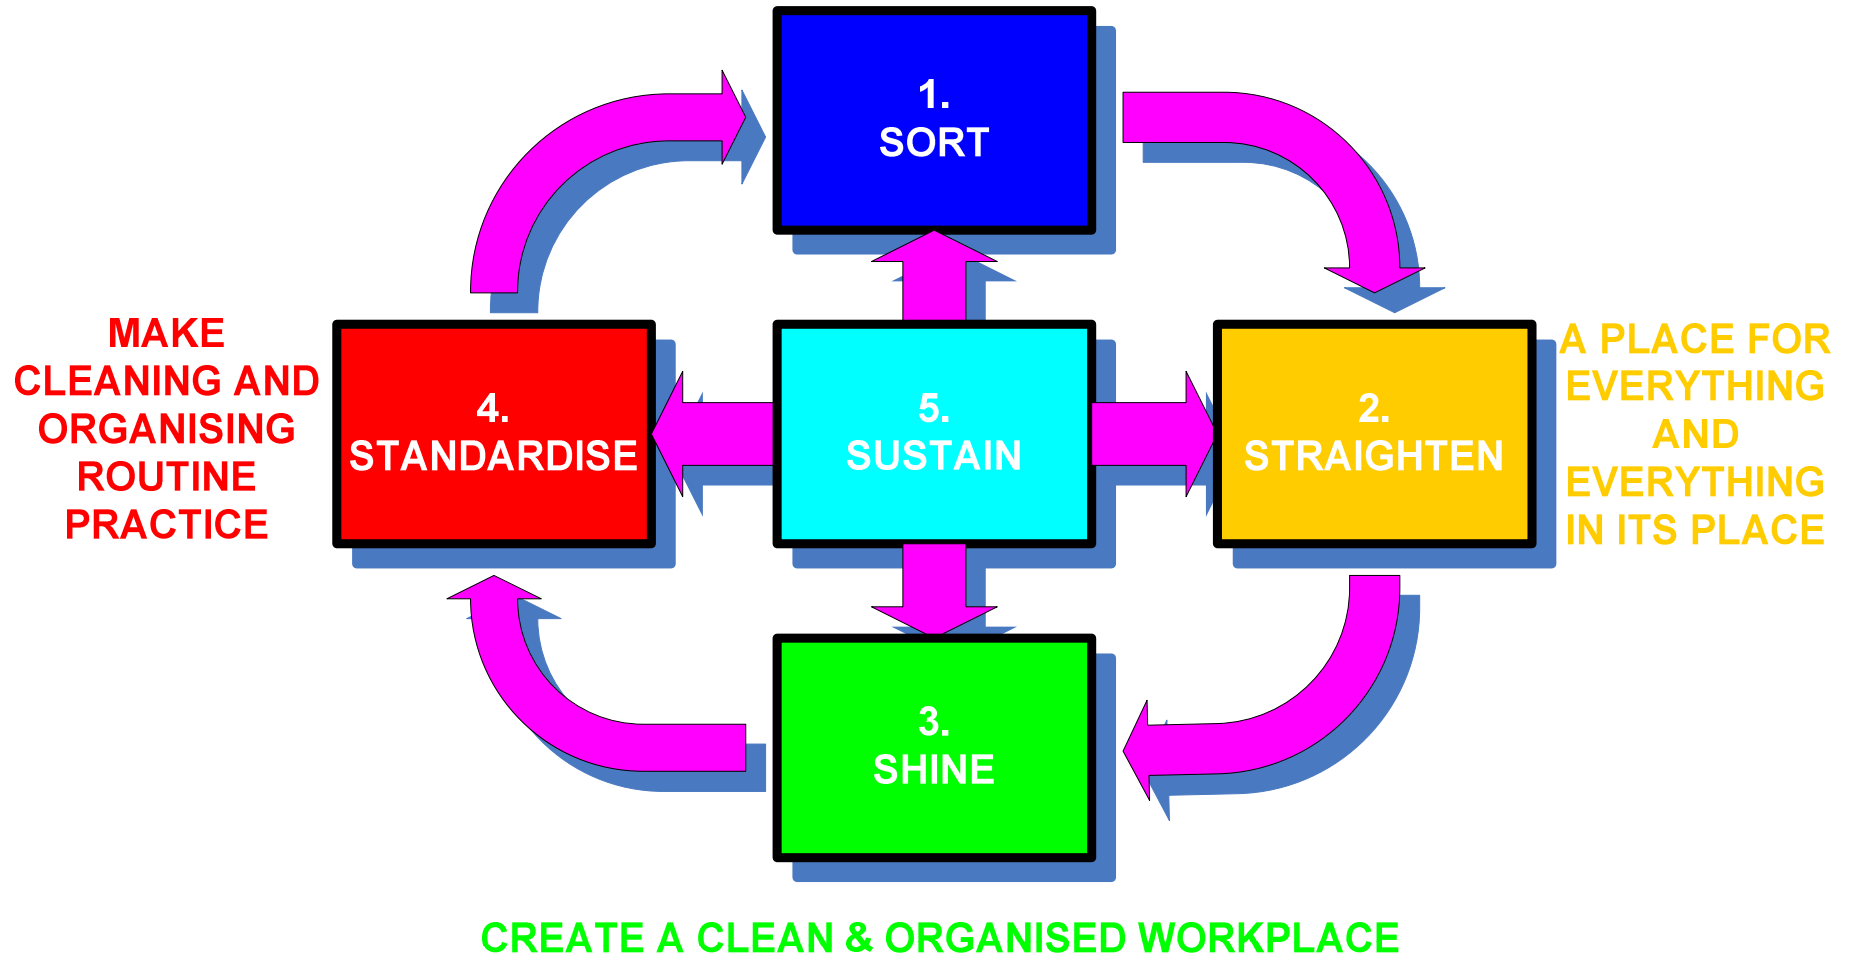 1.
SORT
MAKE
CLEANING AND
ORGANISING
ROUTINE
PRACTICE
4.
STANDARDISE
5.
SUSTAIN
2.
STRAIGHTEN
A PLACE FOR
EVERYTHING
AND
EVERYTHING
IN ITS PLACE
3.
SHINE
CREATE A CLEAN & ORGANISED WORKPLACE